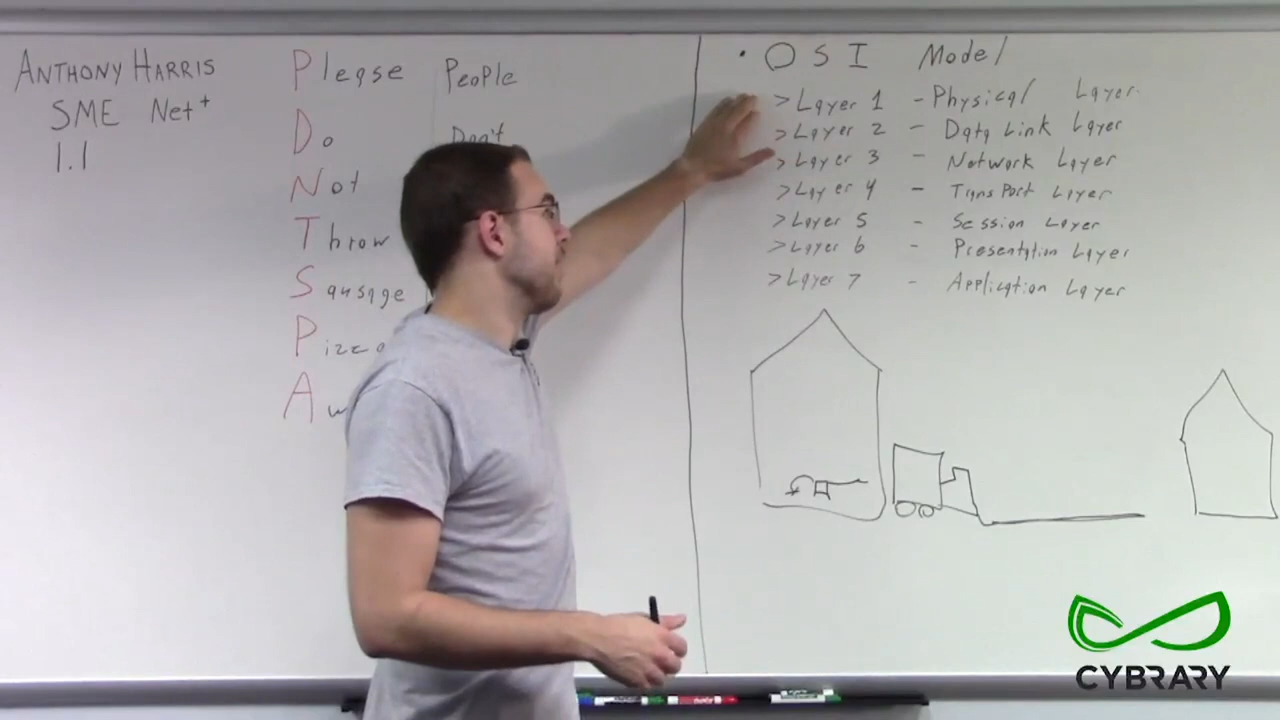 ANTHONY HARRIS
SME Net+
1.1
Please People
Do Don't
Not
Throw
Sausage
Pizza
• OSI Model
>Layer 1 - Physical Layer
>Layer 2 - Data Link Layer
>Layer 3 - Network Layer
>Layer 4 - Transport Layer
>Layer 5 - Session Layer
>Layer 6 - Presentation Layer
>Layer 7 - Application Layer
CYBRARY